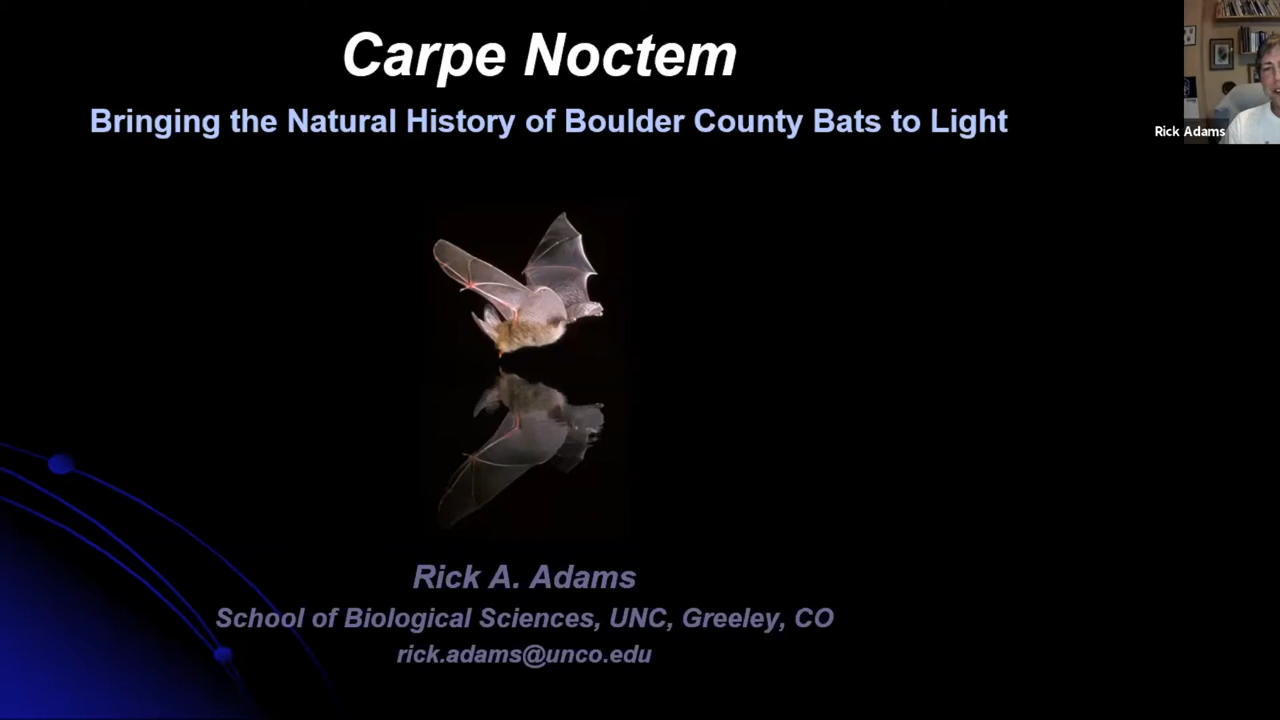 Carpe Noctem
Bringing the Natural History of Boulder County Bats to Light
Rick Adams
Rick A. Adams
School of Biological Sciences, UNC, Greeley, CO
rick.adams@unco.edu